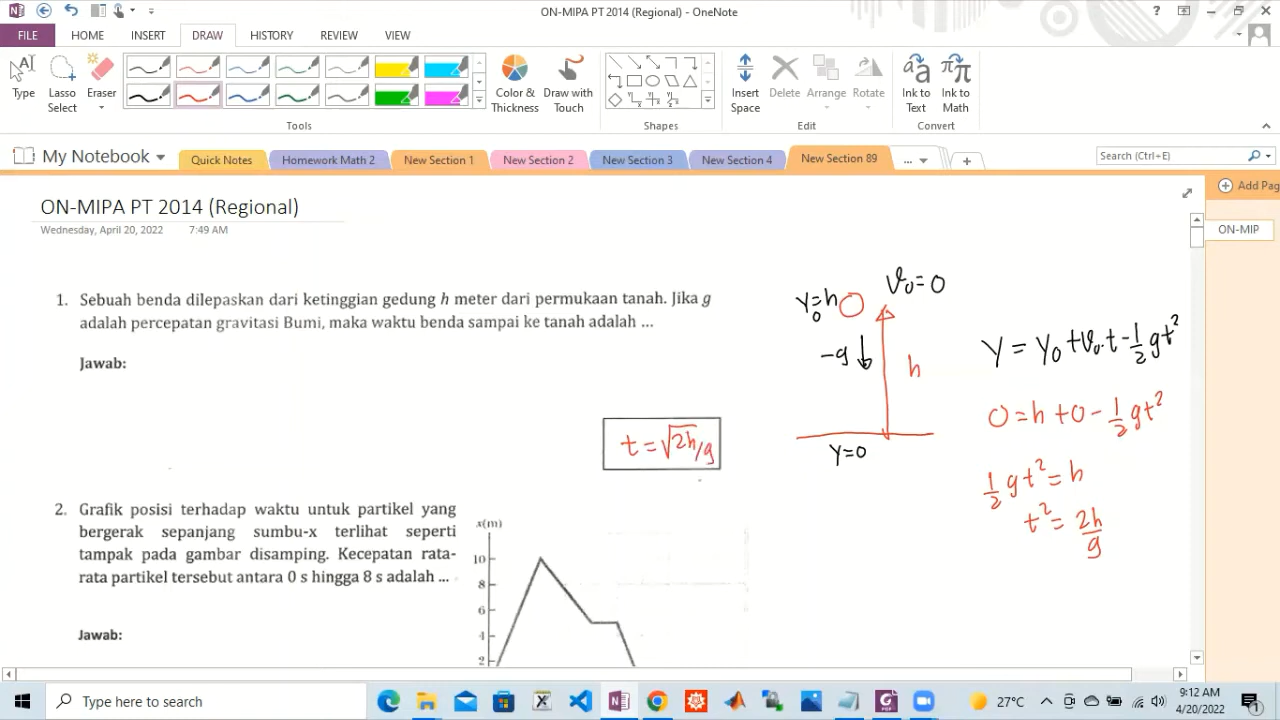 ON-MIPA PT 2014 (Regional) - OneNote
FILE HOME INSERT DRAW HISTORY REVIEW VIEW
Type
Lasso Select
Eraser
Color & Thickness
Draw with Touch
Insert Space
Delete
Arrange
Rotate
Ink to Text
Ink to Math
Tools Shapes Edit Convert
My Notebook Quick Notes Homework Math 2 New Section 1 New Section 2 New Section 3 New Section 4 New Section 89 ... +
Search (Ctrl+E)
Add Pag
ON-MIP
ON-MIPA PT 2014 (Regional)
Wednesday, April 20, 2022 7:49 AM
1. Sebuah benda dilepaskan dari ketinggian gedung h meter dari permukaan tanah. Jika g
adalah percepatan gravitasi Bumi, maka waktu benda sampai ke tanah adalah ...
Jawab:
t = √2h/g
v₀ = 0
y₀ = h
-g
h
y=0
y = y₀ + v₀.t - 1/2 gt²
0 = h + 0 - 1/2 gt²
1/2 gt² = h
t² = 2h/g
2. Grafik posisi terhadap waktu untuk partikel yang
bergerak sepanjang sumbu-x terlihat seperti
tampak pada gambar disamping. Kecepatan rata-
rata partikel tersebut antara 0 s hingga 8 s adalah ...
Jawab:
x(m)
10
8
6
4
2
Type here to search
27°C
9:12 AM
4/20/2022